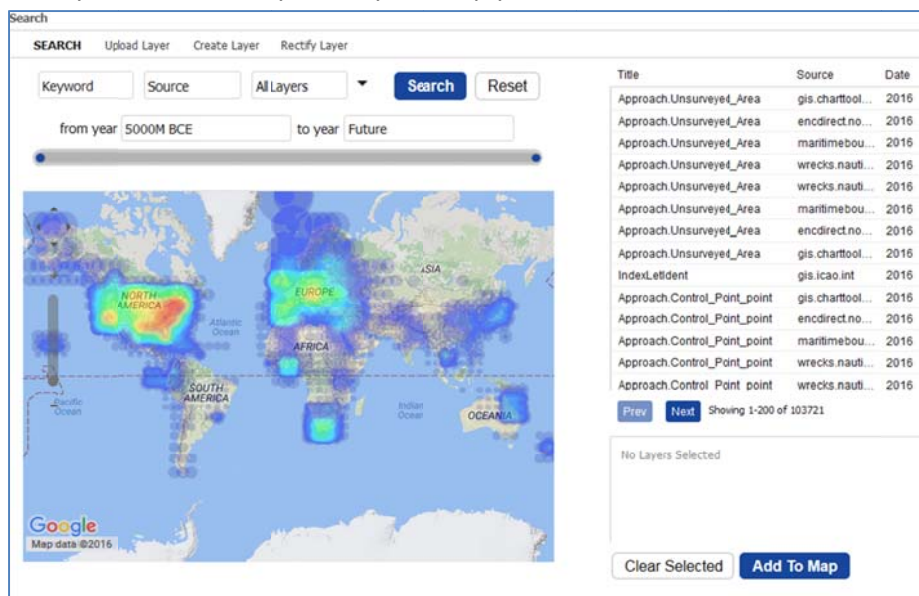 Search
SEARCH Upload Layer Create Layer Rectify Layer
Keyword Source All Layers Search Reset
from year 5000M BCE to year Future
NORTH
AMERICA
EUROPE
ASIA
Atlantic
Ocean
AFRICA
SOUTH
AMERICA
Pacific
Ocean
Indian
Ocean
OCEANIA
Google
Map data ©2016
Title Source Date
Approach.Unsurveyed_Area gis.charttool... 2016
Approach.Unsurveyed_Area encdirect.no... 2016
Approach.Unsurveyed_Area maritimebou... 2016
Approach.Unsurveyed_Area wrecks.nauti... 2016
Approach.Unsurveyed_Area wrecks.nauti... 2016
Approach.Unsurveyed_Area maritimebou... 2016
Approach.Unsurveyed_Area encdirect.no... 2016
Approach.Unsurveyed_Area gis.charttool... 2016
IndexLetIdent gis.icao.int 2016
Approach.Control_Point_point gis.charttool... 2016
Approach.Control_Point_point encdirect.no... 2016
Approach.Control_Point_point maritimebou... 2016
Approach.Control_Point_point wrecks.nauti... 2016
Approach.Control_Point_point wrecks.nauti... 2016
Prev Next Showing 1-200 of 103721
No Layers Selected
Clear Selected Add To Map